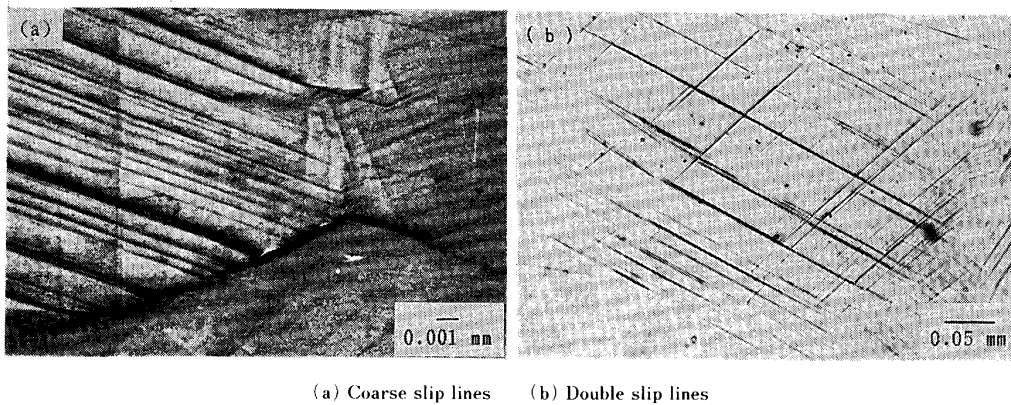 (a)
(b)
0.001 mm
0.05 mm
(a) Coarse slip lines (b) Double slip lines